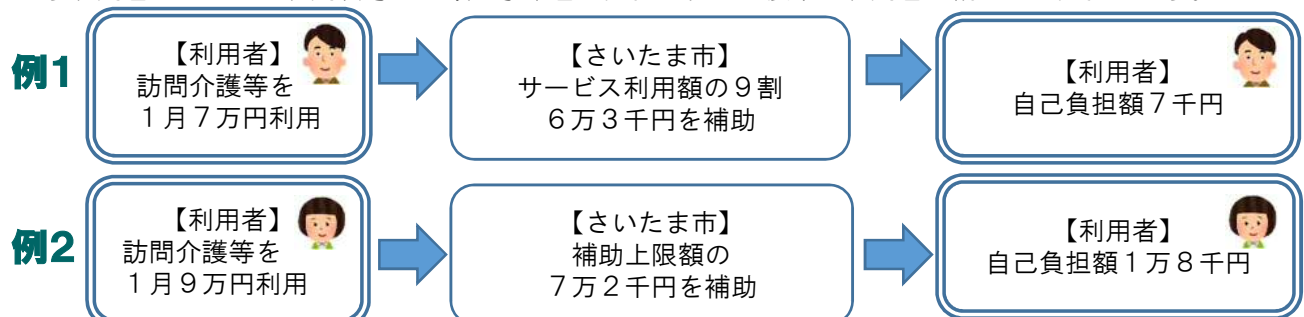 例1
【利用者】
訪問介護等を
１月７万円利用
【さいたま市】
サービス利用額の９割
６万３千円を補助
【利用者】
自己負担額７千円
例2
【利用者】
訪問介護等を
１月９万円利用
【さいたま市】
補助上限額の
７万２千円を補助
【利用者】
自己負担額１万８千円